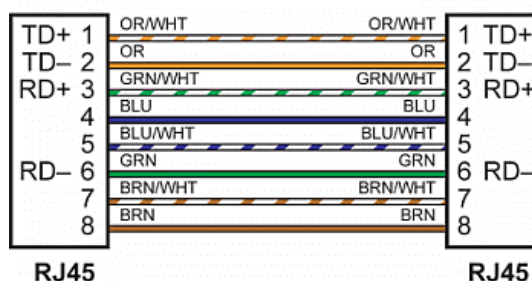 OR/WHT OR/WHT
TD+ 1 1 TD+
OR OR
TD– 2 2 TD–
GRN/WHT GRN/WHT
RD+ 3 3 RD+
BLU BLU
4 4
BLU/WHT BLU/WHT
5 5
GRN GRN
RD– 6 6 RD–
BRN/WHT BRN/WHT
7 7
BRN BRN
8 8
RJ45 RJ45